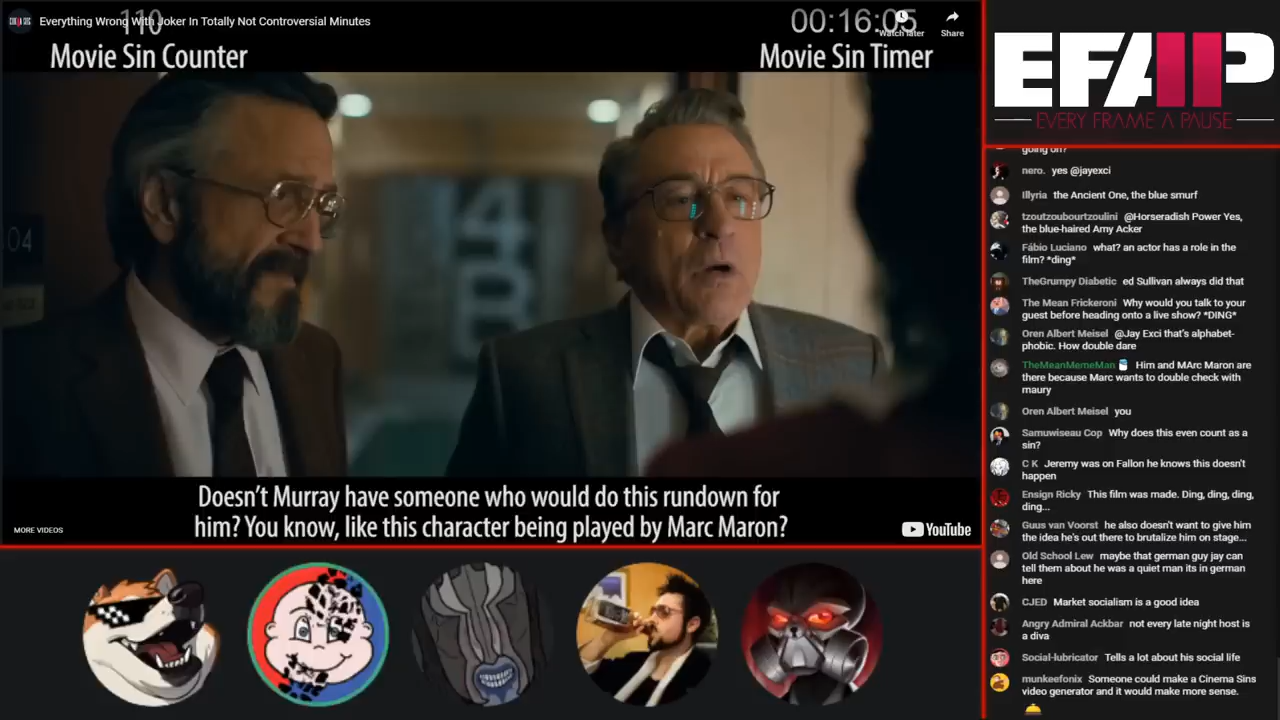 Everything Wrong With Joker In Totally Not Controversial Minutes
110
00:16:05
Watch later
Share
Movie Sin Counter
Movie Sin Timer
404
4
B
Doesn't Murray have someone who would do this rundown for
him? You know, like this character being played by Marc Maron?
MORE VIDEOS
YouTube
EFAP
EVERY FRAME A PAUSE
going on?
nero. yes @jayexci
Illyria the Ancient One, the blue smurf
tzoutzoubourtzoulini @Horseradish Power Yes,
the blue-haired Amy Acker
Fábio Luciano what? an actor has a role in the
film? *ding*
TheGrumpy Diabetic ed Sullivan always did that
The Mean Frickeroni Why would you talk to your
guest before heading onto a live show? *DING*
Oren Albert Meisel @Jay Exci that's alphabet-
phobic. How double dare
TheMeanMemeMan Him and MArc Maron are
there because Marc wants to double check with
maury
Oren Albert Meisel you
Samuwiseau Cop Why does this even count as a
sin?
C K Jeremy was on Fallon he knows this doesn't
happen
Ensign Ricky This film was made. Ding, ding, ding,
ding...
Guus van Voorst he also doesn't want to give him
the idea he's out there to brutalize him on stage...
Old School Lew maybe that german guy jay can
tell them about he was a quiet man its in german
here
CJED Market socialism is a good idea
Angry Admiral Ackbar not every late night host is
a diva
Social-lubricator Tells a lot about his social life
munkeefonix Someone could make a Cinema Sins
video generator and it would make more sense.